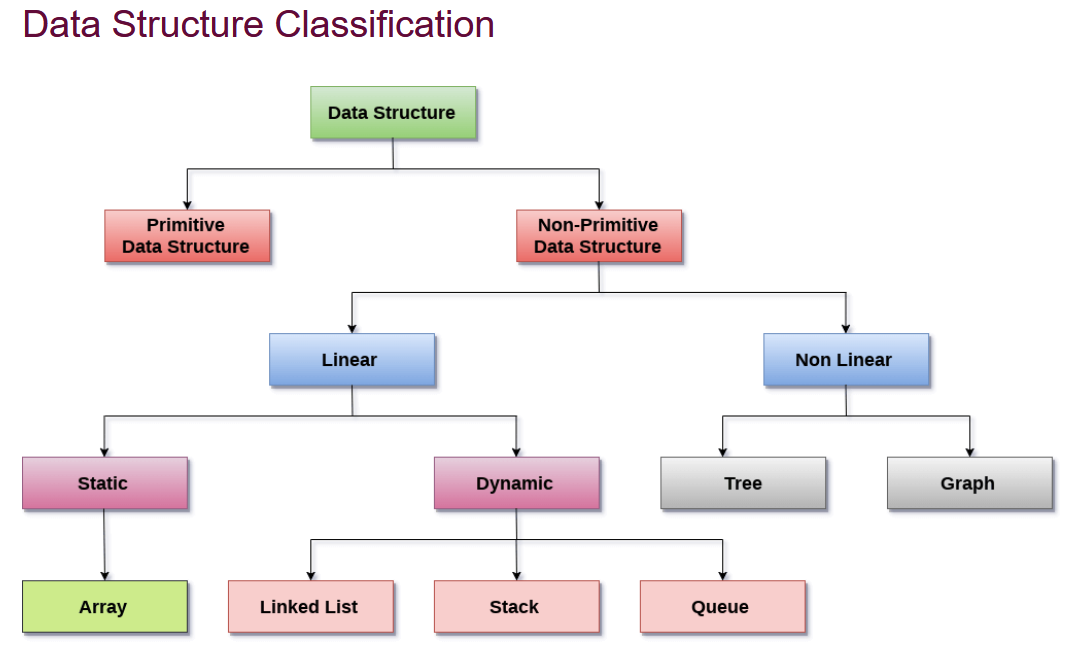 Data Structure Classification
Data Structure
Primitive
Data Structure
Non-Primitive
Data Structure
Linear
Non Linear
Static
Dynamic
Tree
Graph
Array
Linked List
Stack
Queue